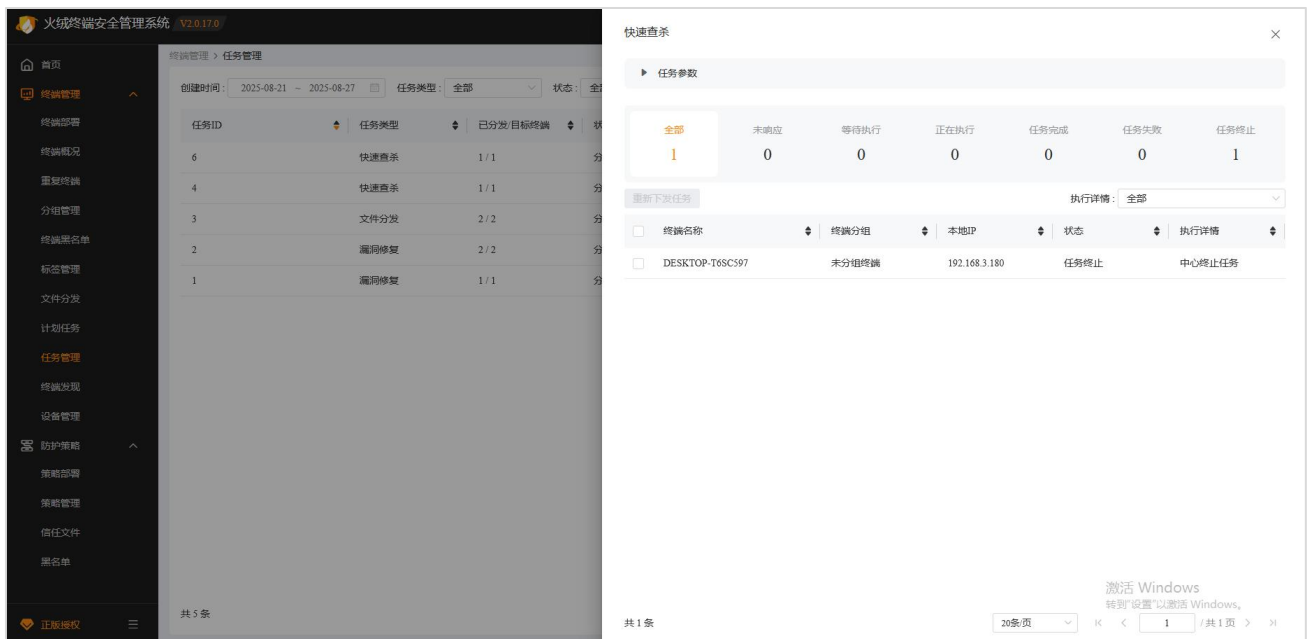 火绒终端安全管理系统 V2.0.17.0
首页
终端管理
终端部署
终端概况
重复终端
分组管理
终端黑名单
标签管理
文件分发
计划任务
任务管理
终端发现
设备管理
防护策略
策略部署
策略管理
信任文件
黑名单
正版授权
终端管理 > 任务管理
创建时间: 2025-08-21 ~ 2025-08-27 任务类型: 全部 状态:
任务ID 任务类型 已分发/目标终端
6 快速查杀 1 / 1
4 快速查杀 1 / 1
3 文件分发 2 / 2
2 漏洞修复 2 / 2
1 漏洞修复 1 / 1
共 5 条
快速查杀
任务参数
全部 未响应 等待执行 正在执行 任务完成 任务失败 任务终止
1 0 0 0 0 0 1
重新下发任务 执行详情: 全部
终端名称 终端分组 本地IP 状态 执行详情
DESKTOP-T6SC597 未分组终端 192.168.3.180 任务终止 中心终止任务
激活 Windows
转到"设置"以激活 Windows。
共 1 条 20条/页 1 / 共 1 页